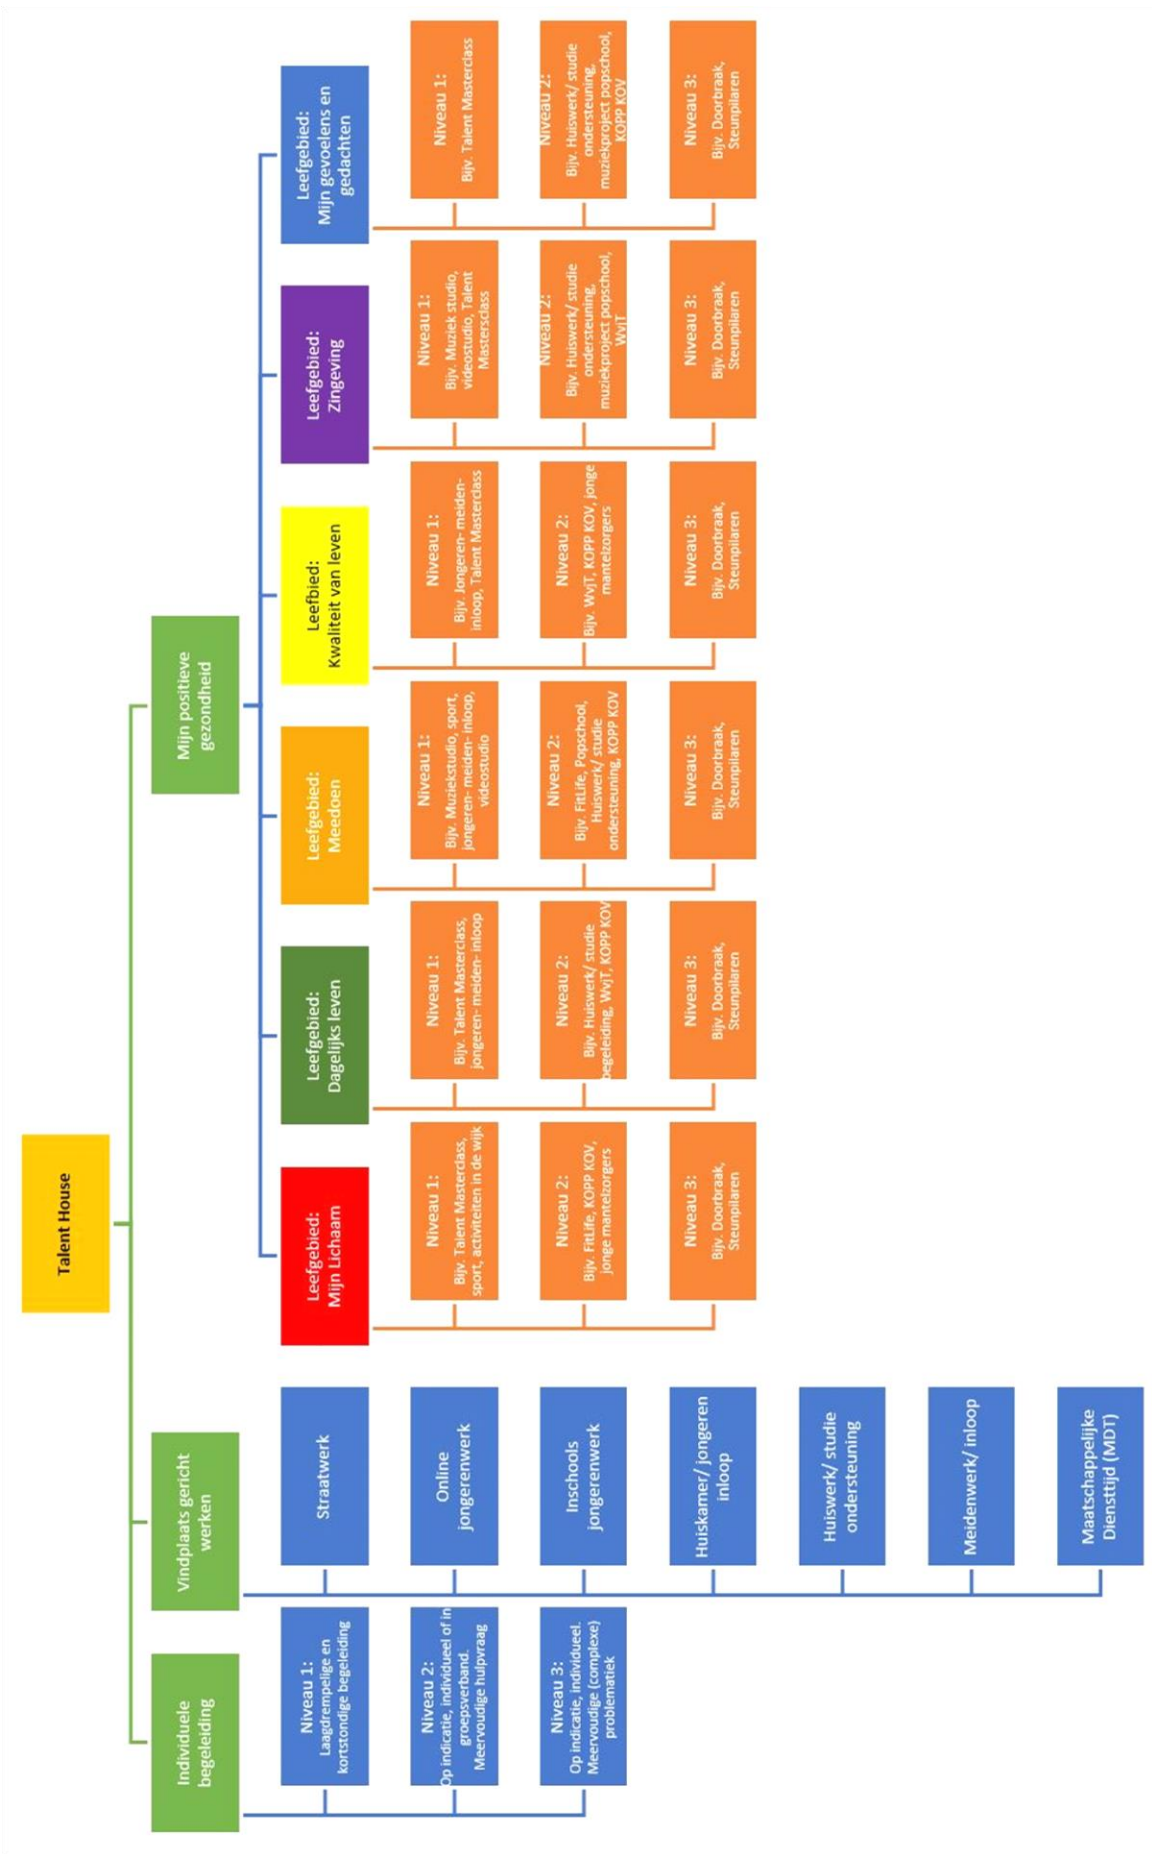 Talent House
Individuele
begeleiding
Niveau 1:
Laagdrempelige en
kortstondige begeleiding
Niveau 2:
Op indicatie, individueel of in
groepsverband.
Meervoudige hulpvraag
Niveau 3:
Op indicatie, individueel.
Meervoudige (complexe)
problematiek
Vindplaats gericht
werken
Straatwerk
Online
jongerenwerk
Inschools
jongerenwerk
Huiskamer/ jongeren
inloop
Huiswerk/ studie
ondersteuning
Meidenwerk/ inloop
Maatschappelijke
Diensttijd (MDT)
Mijn positieve
gezondheid
Leefgebied:
Mijn Lichaam
Niveau 1:
Bijv. Talent Masterclass,
sport, activiteiten in de wijk
Niveau 2:
Bijv. FitLife, KOPP KOV,
jonge mantelzorgers
Niveau 3:
Bijv. Doorbraak,
Steunpilaren
Leefgebied:
Dagelijks leven
Niveau 1:
Bijv. Talent Masterclass,
jongeren- meiden- inloop
Niveau 2:
Bijv. Huiswerk/ studie
begeleiding, WvjT, KOPP KOV
Niveau 3:
Bijv. Doorbraak,
Steunpilaren
Leefgebied:
Meedoen
Niveau 1:
Bijv. Muziekstudio, sport,
jongeren- meiden- inloop,
videostudio
Niveau 2:
Bijv. FitLife, Popschool,
Huiswerk/ studie
ondersteuning, KOPP KOV
Niveau 3:
Bijv. Doorbraak,
Steunpilaren
Leefbied:
Kwaliteit van leven
Niveau 1:
Bijv. Jongeren- meiden-
inloop, Talent Masterclass
Niveau 2:
Bijv. WvjT, KOPP KOV, jonge
mantelzorgers
Niveau 3:
Bijv. Doorbraak,
Steunpilaren
Leefgebied:
Zingeving
Niveau 1:
Bijv. Muziek studio,
videostudio, Talent
Mastersclass
Niveau 2:
Bijv. Huiswerk/ studie
ondersteuning,
muziekproject popschool,
WvjT
Niveau 3:
Bijv. Doorbraak,
Steunpilaren
Leefgebied:
Mijn gevoelens en
gedachten
Niveau 1:
Bijv. Talent Masterclass
Niveau 2:
Bijv. Huiswerk/ studie
ondersteuning,
muziekproject popschool,
KOPP KOV
Niveau 3:
Bijv. Doorbraak,
Steunpilaren